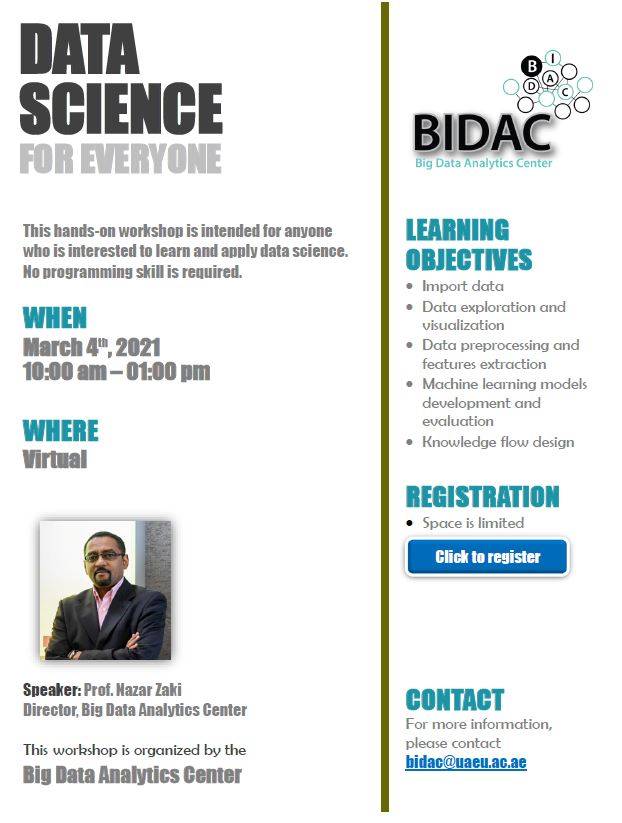 DATA
SCIENCE
FOR EVERYONE
This hands-on workshop is intended for anyone
who is interested to learn and apply data science.
No programming skill is required.
WHEN
March 4th, 2021
10:00 am – 01:00 pm
WHERE
Virtual
Speaker: Prof. Nazar Zaki
Director, Big Data Analytics Center
This workshop is organized by the
Big Data Analytics Center
B I D A C
BIDAC
Big Data Analytics Center
LEARNING
OBJECTIVES
• Import data
• Data exploration and
visualization
• Data preprocessing and
features extraction
• Machine learning models
development and
evaluation
• Knowledge flow design
REGISTRATION
• Space is limited
Click to register
CONTACT
For more information,
please contact
bidac@uaeu.ac.ae